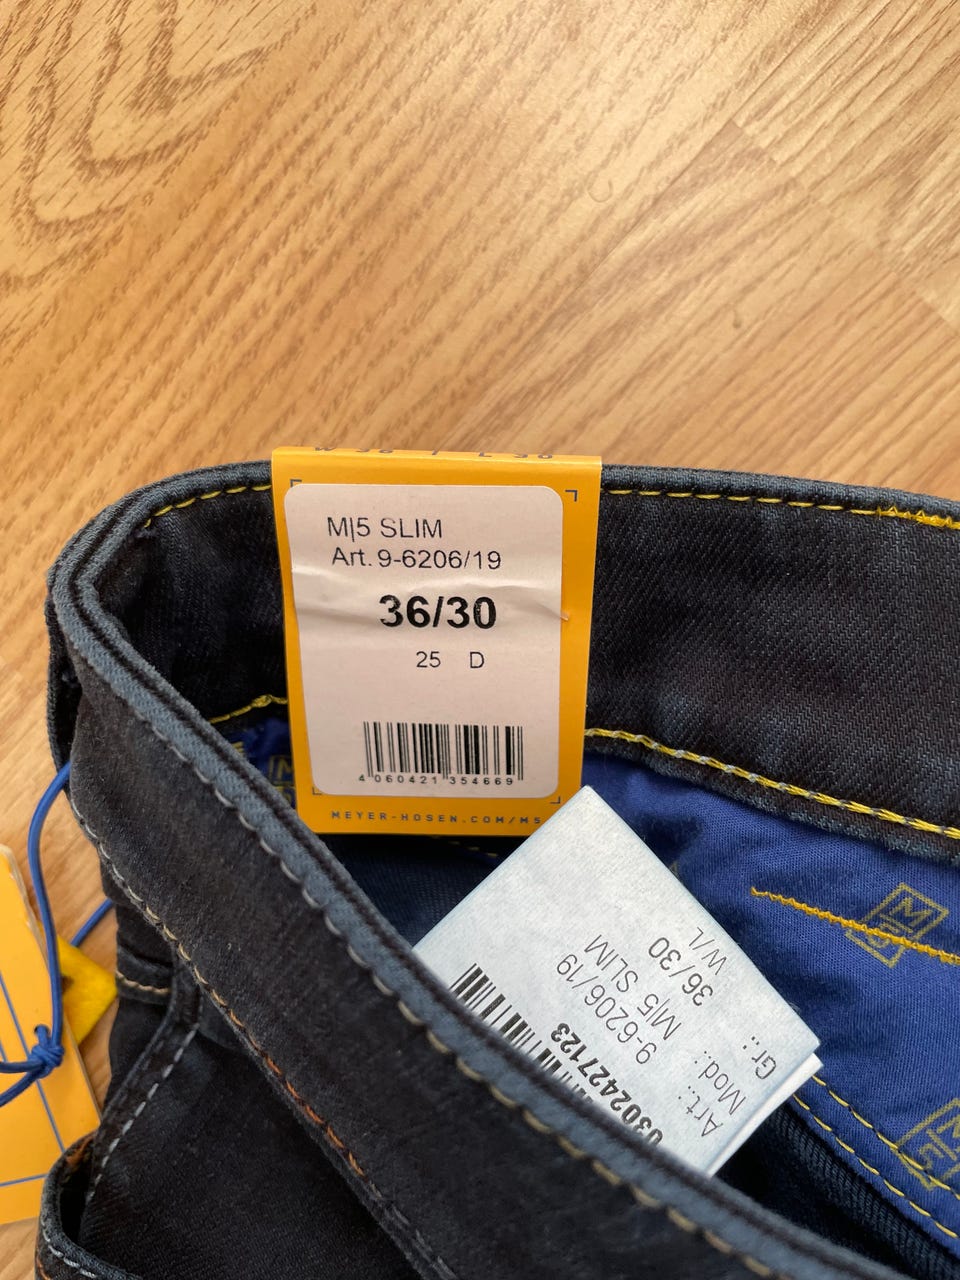 M|5 SLIM
Art. 9-6206/19
36/30
25 D
4 060421 354669
MEYER-HOSEN.COM/M5
0302427123
Art.: 9-6206/19
Mod.: M|5 SLIM
Gr.: 36/30
W/L
M
5